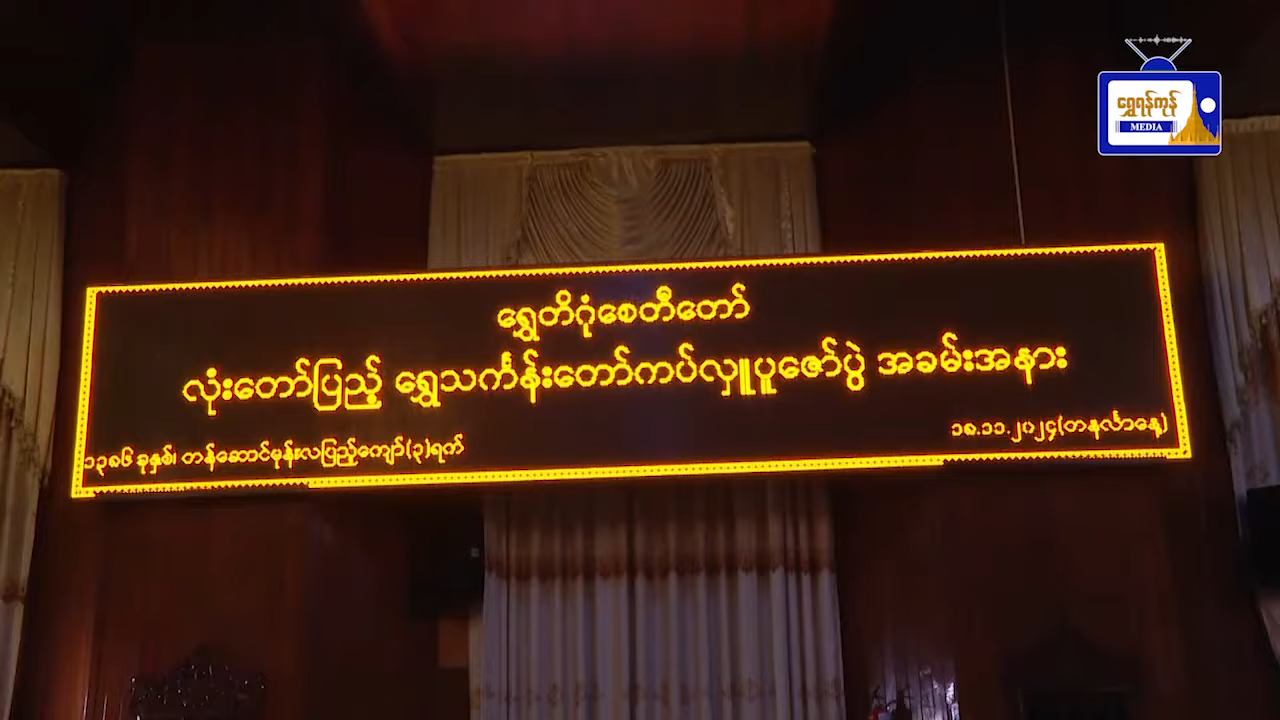 ရွှေရန်ကုန်
MEDIA
ရွှေတိဂုံစေတီတော်
လုံးတော်ပြည့် ရွှေသင်္ကန်းတော်ကပ်လှူပူဇော်ပွဲ အခမ်းအနား
၁၃၈၆ ခုနှစ်၊ တန်ဆောင်မုန်းလပြည့်ကျော်(၃)ရက်
၁၈.၁၁.၂၀၂၄(တနင်္လာနေ့)